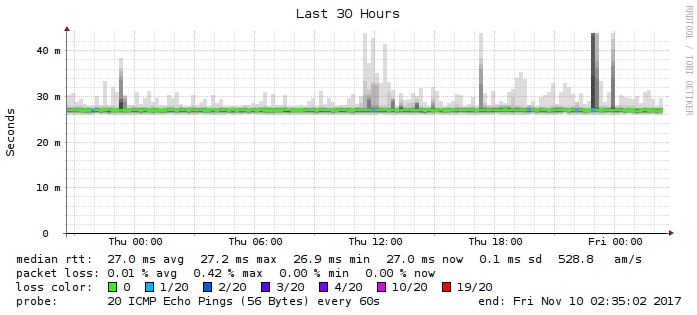 Last 30 Hours
RRDTOOL / TOBI OETIKER
Seconds
40 m
30 m
20 m
10 m
0
Thu 00:00 Thu 06:00 Thu 12:00 Thu 18:00 Fri 00:00
median rtt: 27.0 ms avg 27.2 ms max 26.9 ms min 27.0 ms now 0.1 ms sd 528.8 am/s
packet loss: 0.01 % avg 0.42 % max 0.00 % min 0.00 % now
loss color: 0 1/20 2/20 3/20 4/20 10/20 19/20
probe: 20 ICMP Echo Pings (56 Bytes) every 60s end: Fri Nov 10 02:35:02 2017